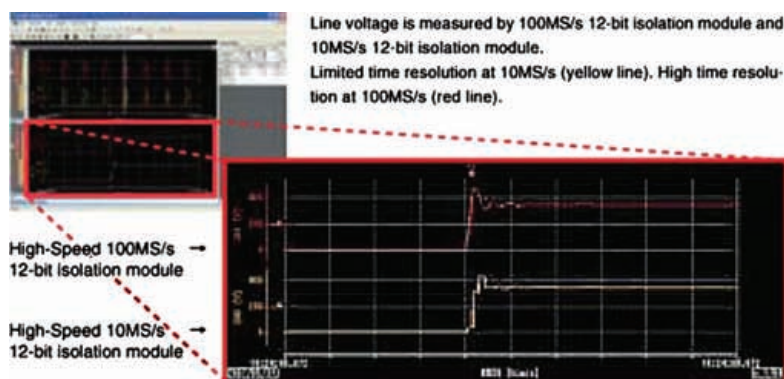 Line voltage is measured by 100MS/s 12-bit isolation module and
10MS/s 12-bit isolation module.
Limited time resolution at 10MS/s (yellow line). High time resolu-
tion at 100MS/s (red line).
High-Speed 100MS/s →
12-bit isolation module
High-Speed 10MS/s →
12-bit isolation module